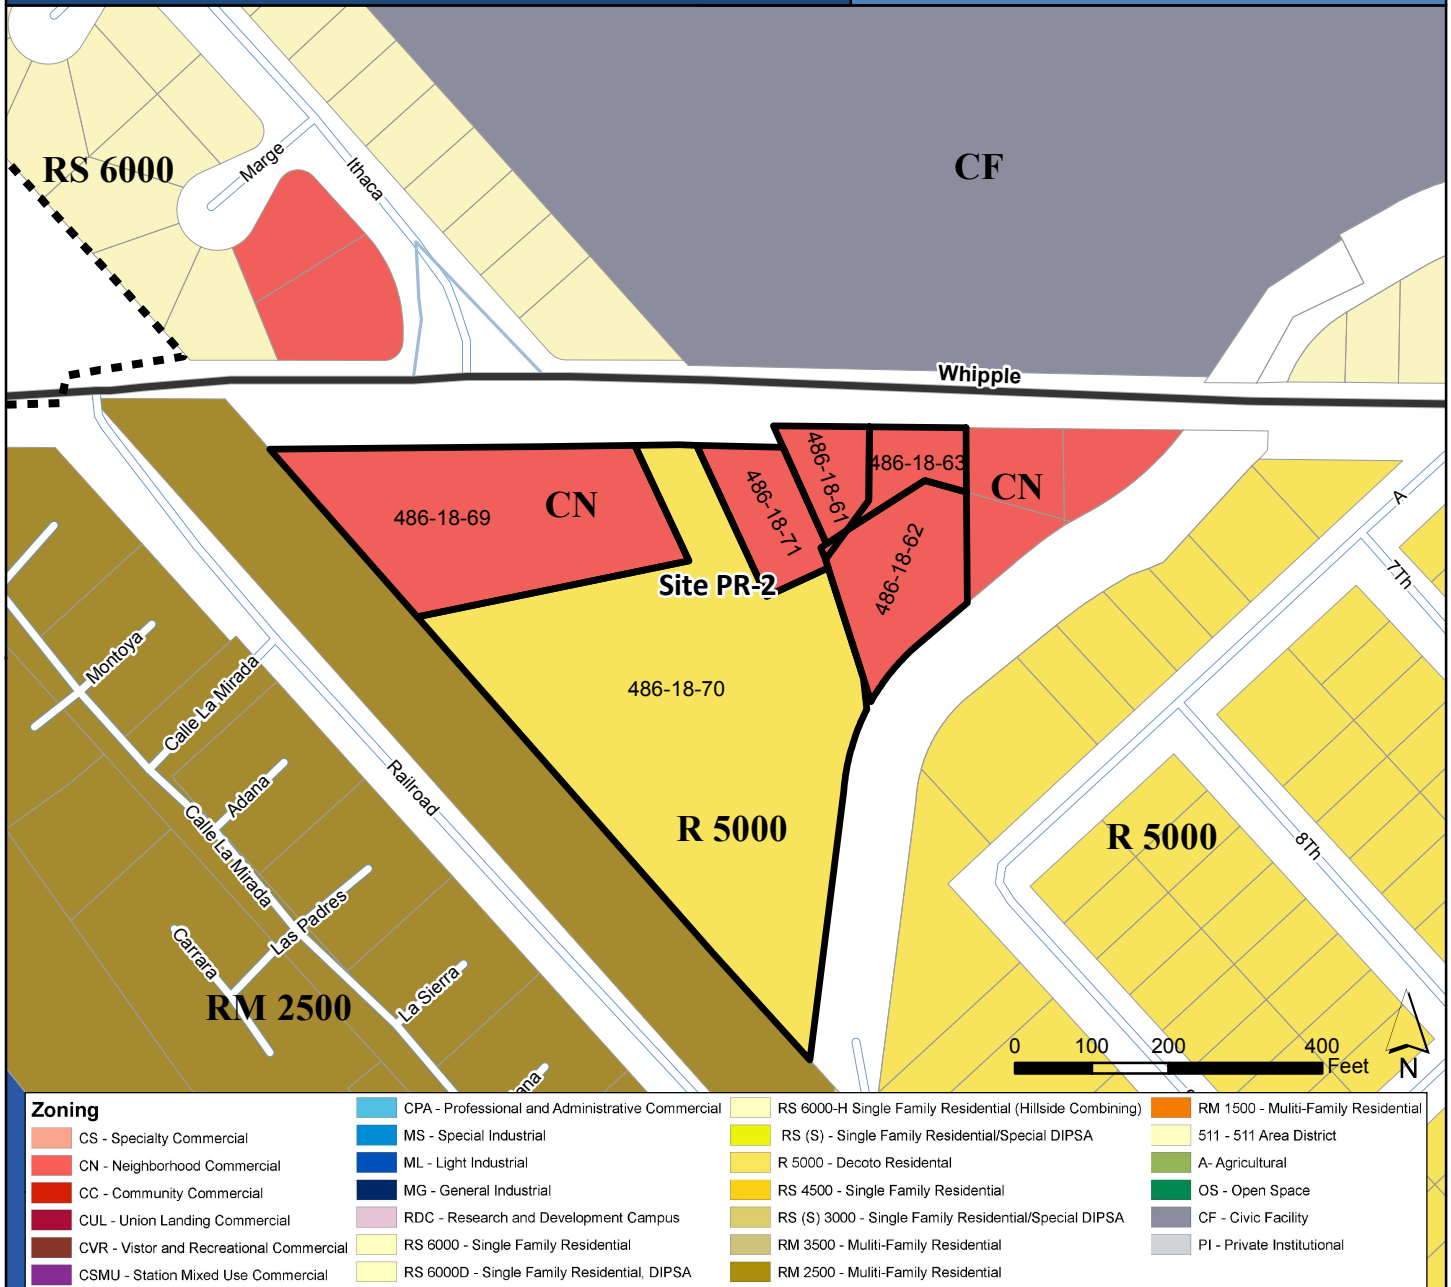 RS 6000
Marge
Ithaca
CF
Whipple
486-18-69
CN
486-18-71
486-18-61
486-18-63
CN
486-18-62
Site PR-2
486-18-70
R 5000
R 5000
A
7Th
8Th
Montoya
Calle La Mirada
Adana
Calle La Mirada
Railroad
Las Padres
Carrara
La Sierra
RM 2500
ana
0 100 200 400
Feet
N
Zoning
CS - Specialty Commercial
CN - Neighborhood Commercial
CC - Community Commercial
CUL - Union Landing Commercial
CVR - Vistor and Recreational Commercial
CSMU - Station Mixed Use Commercial
CPA - Professional and Administrative Commercial
MS - Special Industrial
ML - Light Industrial
MG - General Industrial
RDC - Research and Development Campus
RS 6000 - Single Family Residential
RS 6000D - Single Family Residential, DIPSA
RS 6000-H Single Family Residential (Hillside Combining)
RS (S) - Single Family Residential/Special DIPSA
R 5000 - Decoto Residental
RS 4500 - Single Family Residential
RS (S) 3000 - Single Family Residential/Special DIPSA
RM 3500 - Muliti-Family Residential
RM 2500 - Muliti-Family Residential
RM 1500 - Muliti-Family Residential
511 - 511 Area District
A- Agricultural
OS - Open Space
CF - Civic Facility
PI - Private Institutional